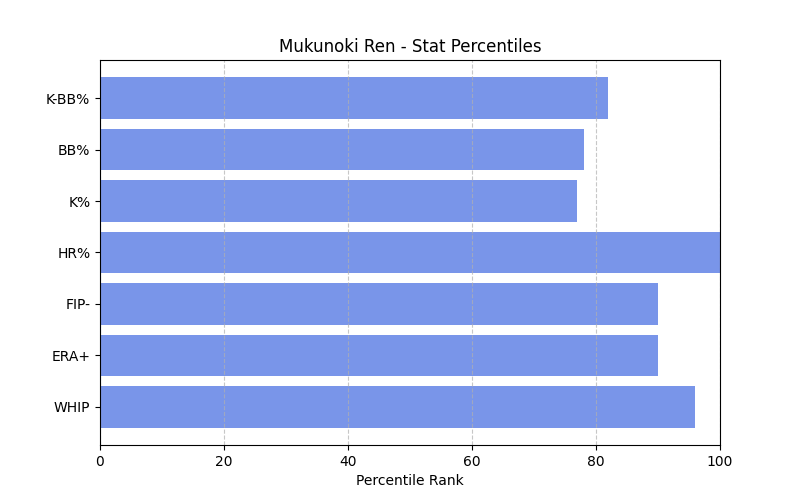 Mukunoki Ren - Stat Percentiles
K-BB%
BB%
K%
HR%
FIP-
ERA+
WHIP
0 20 40 60 80 100
Percentile Rank